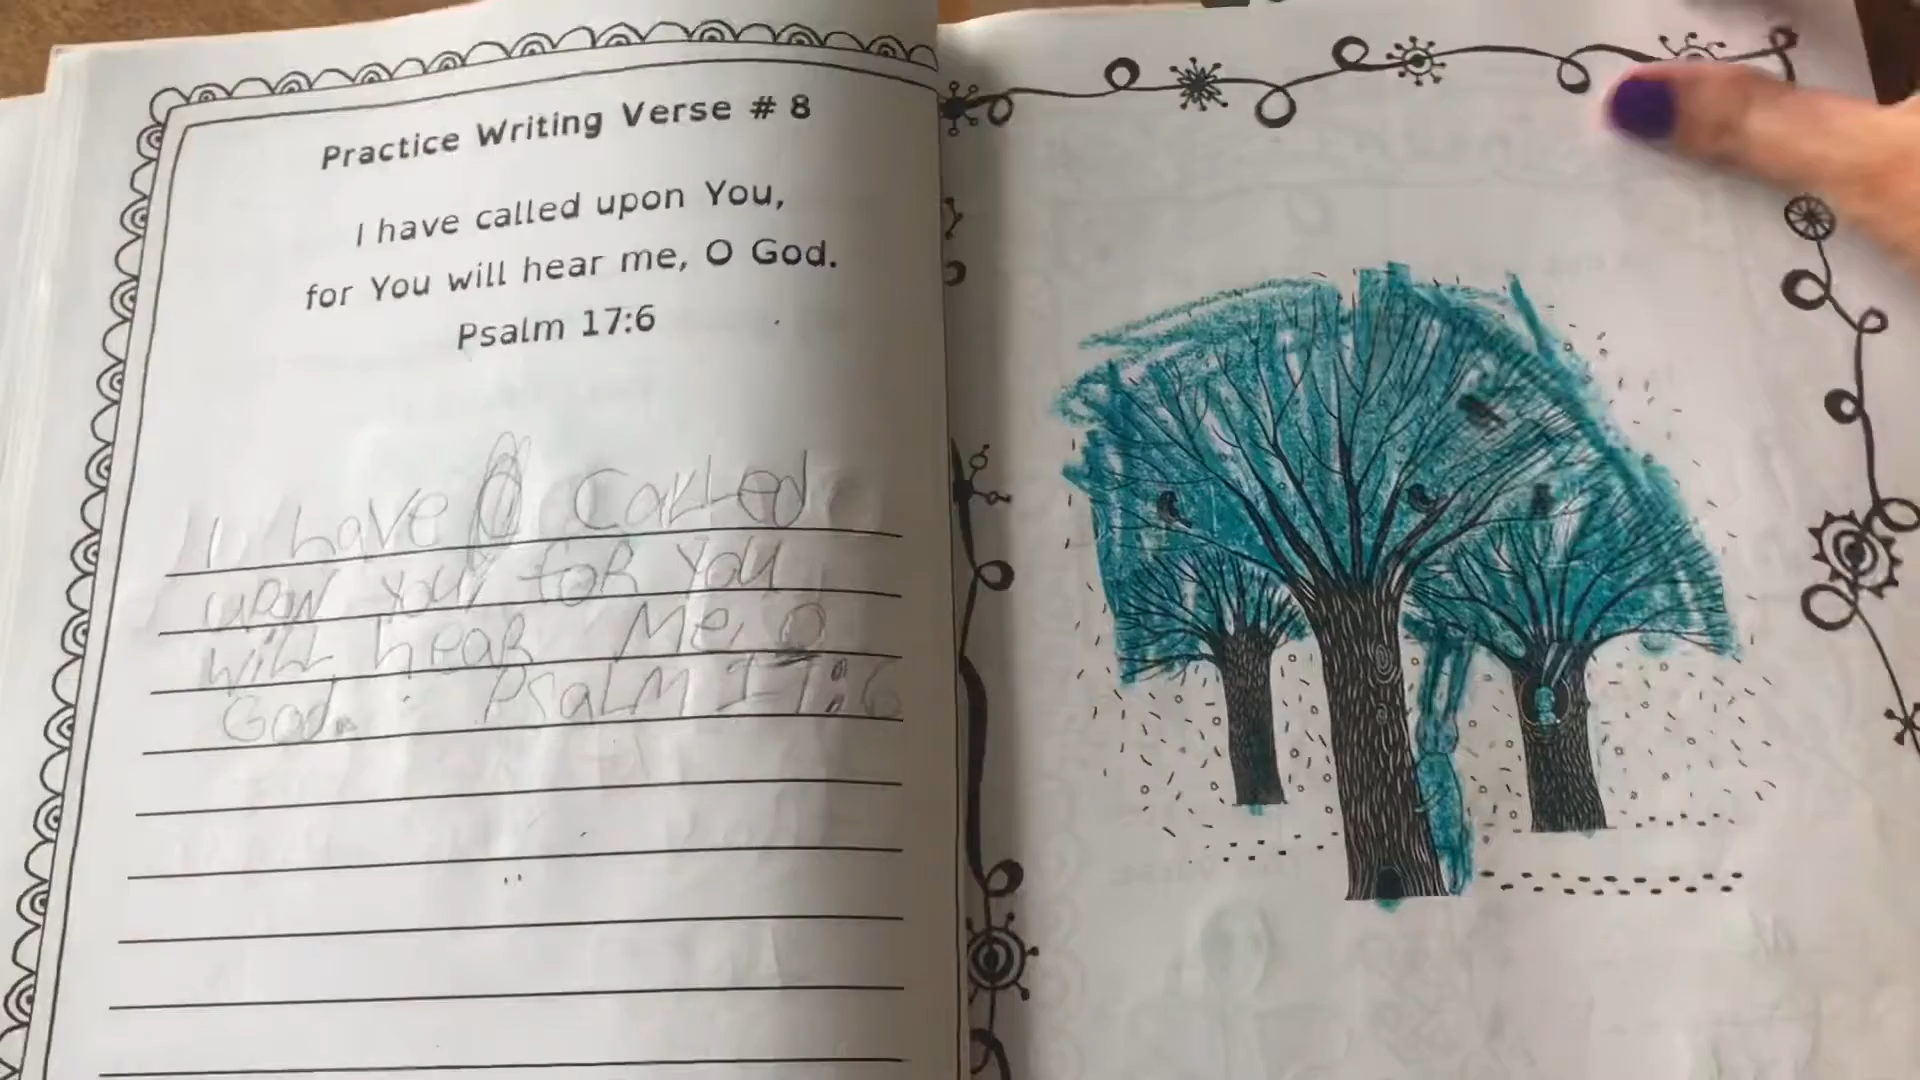 Practice Writing Verse # 8
I have called upon You,
for You will hear me, O God.
Psalm 17:6
I have called
upon you, for you
will hear me, O
God. Psalm 17:6